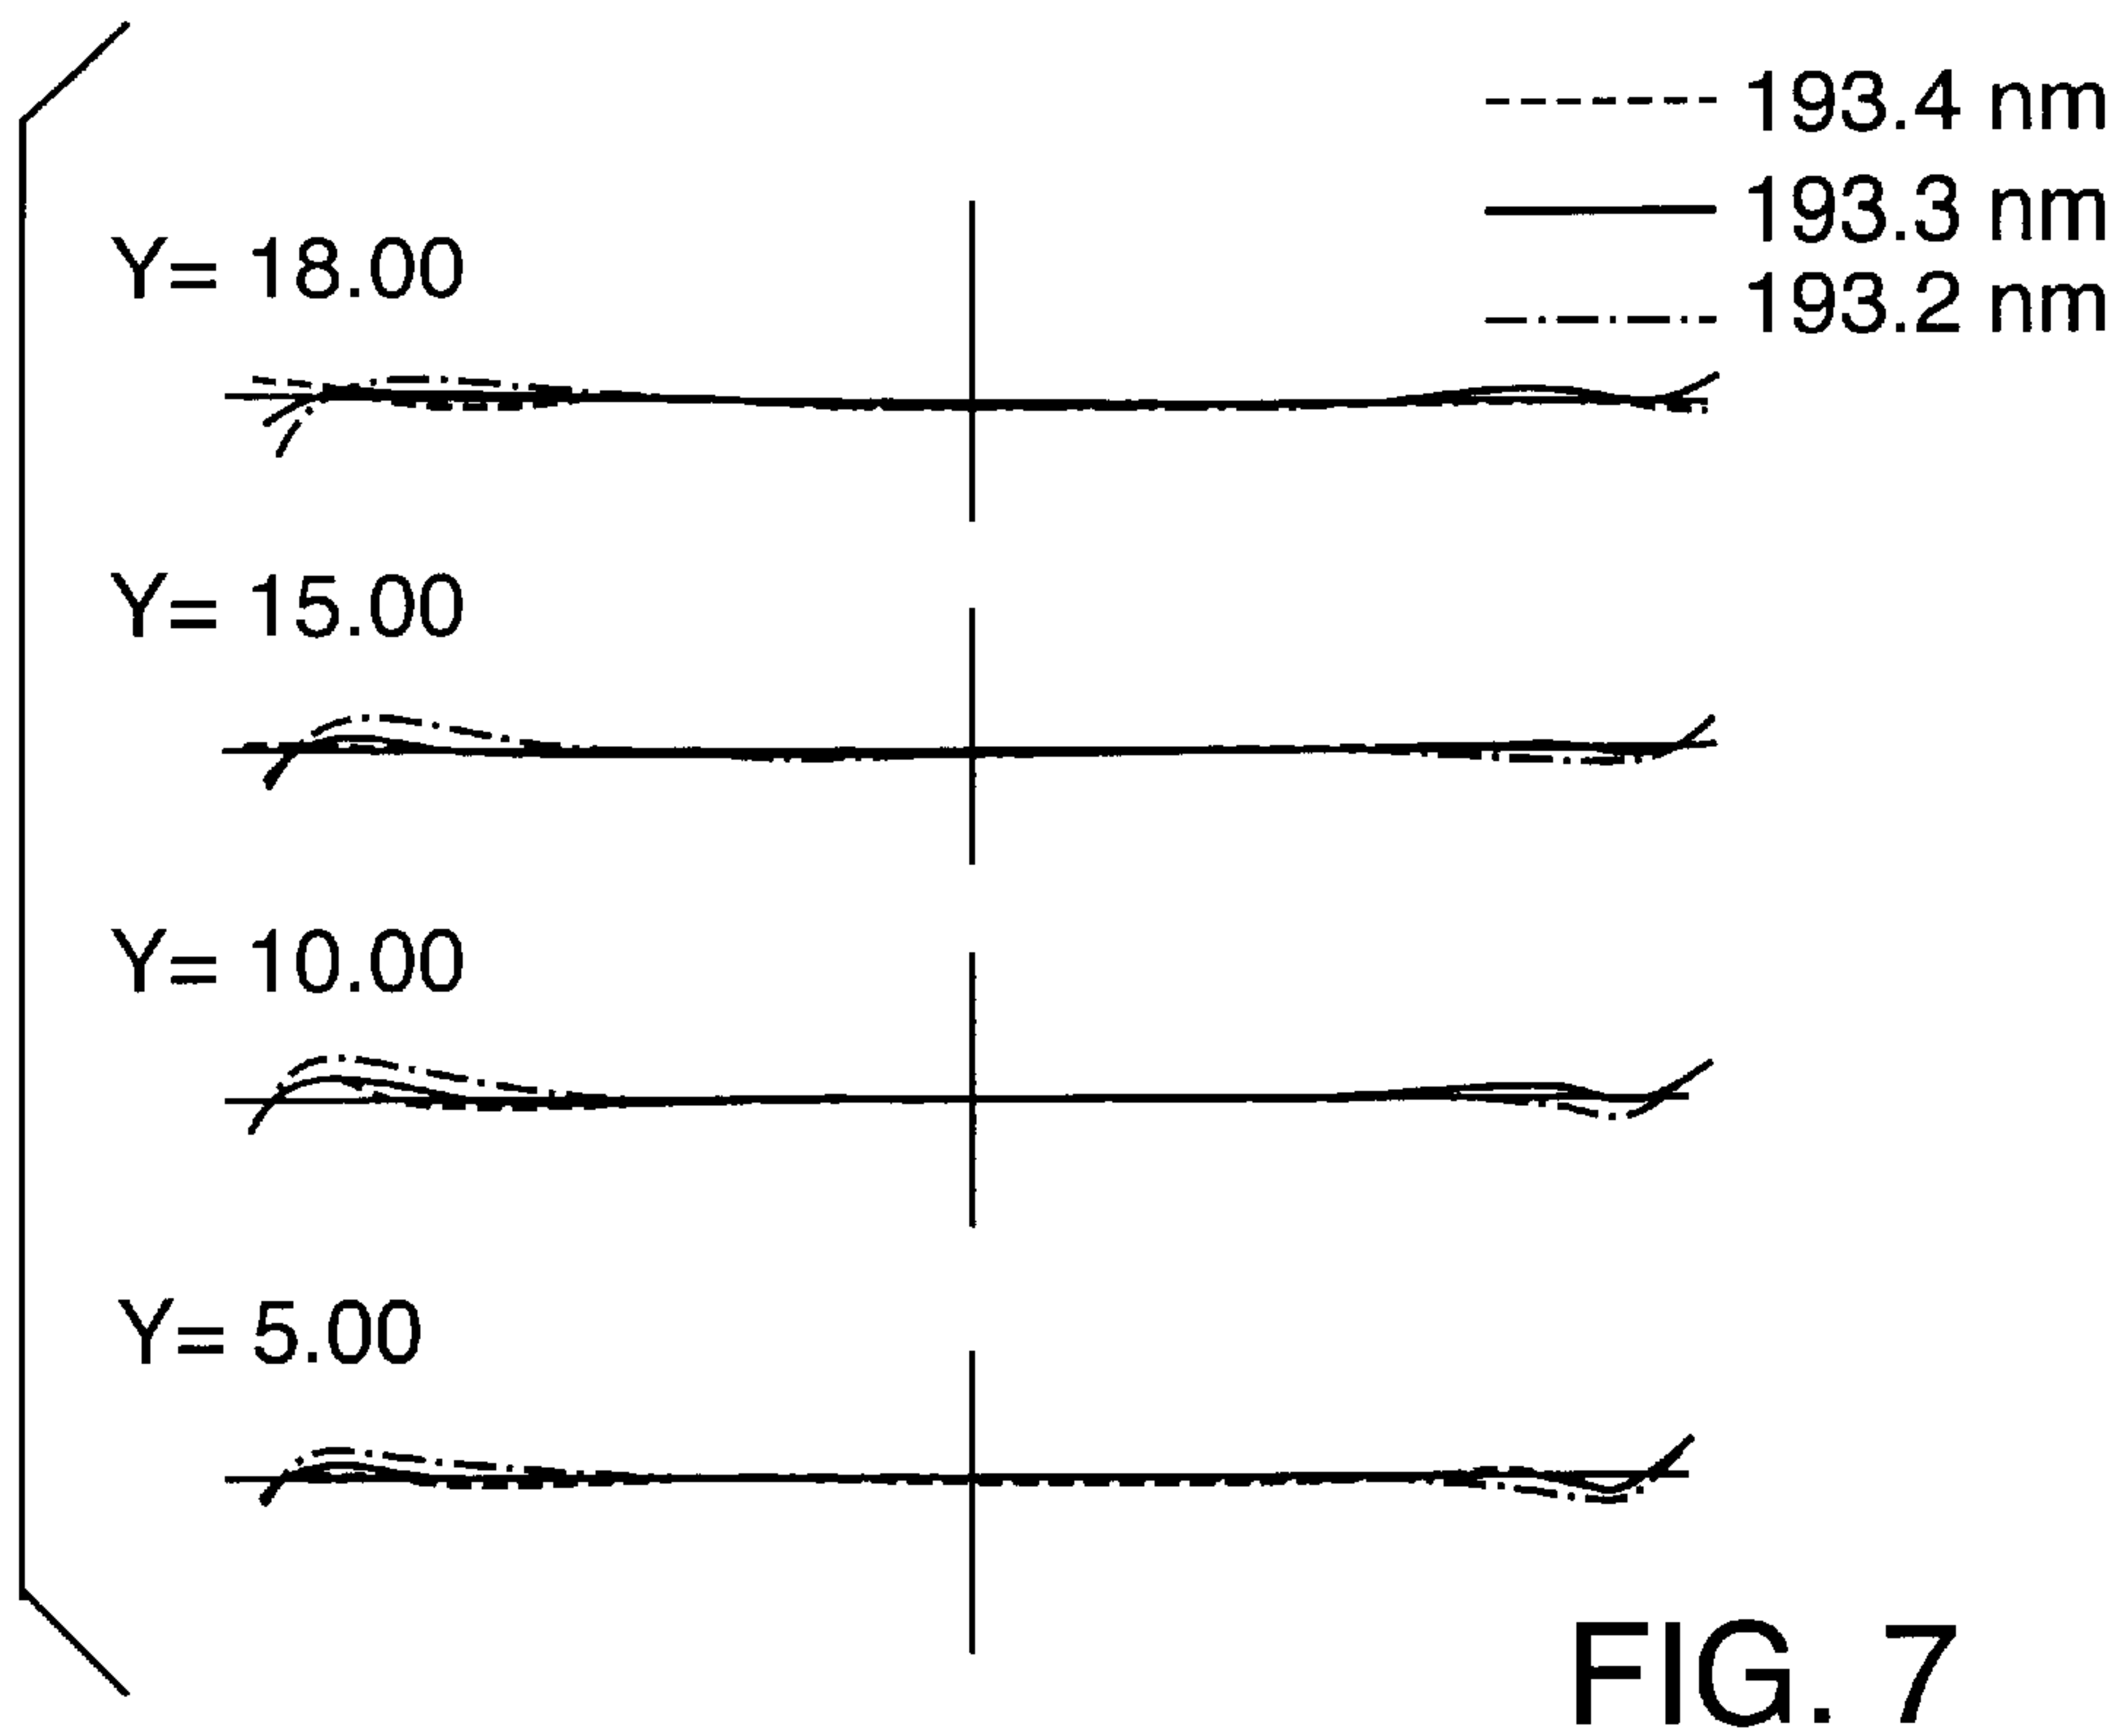 193.4 nm
193.3 nm
193.2 nm
Y= 18.00
Y= 15.00
Y= 10.00
Y= 5.00
FIG. 7